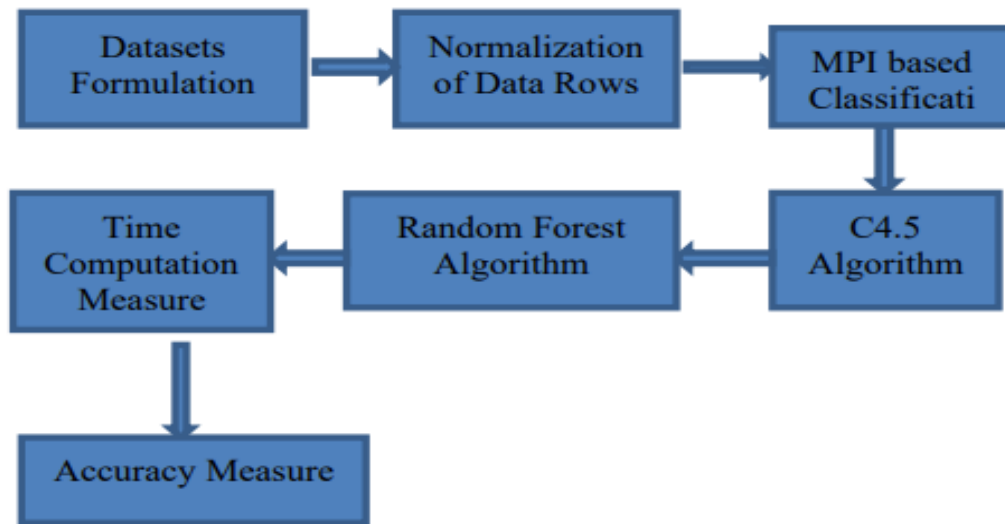 Datasets
Formulation
Normalization
of Data Rows
MPI based
Classificati
C4.5
Algorithm
Random Forest
Algorithm
Time
Computation
Measure
Accuracy Measure